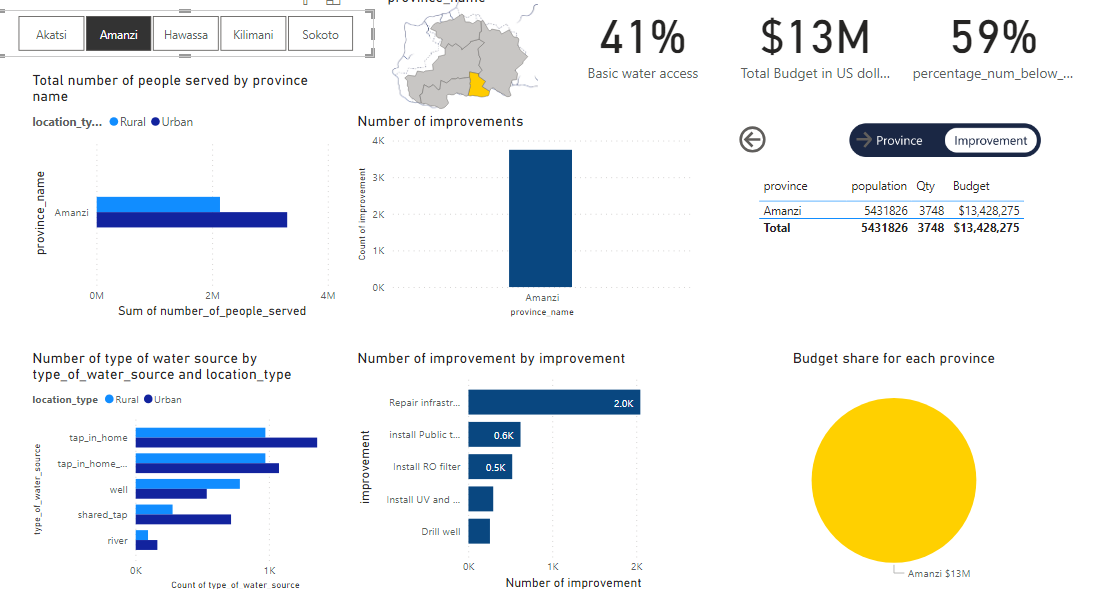 province_name
Akatsi Amanzi Hawassa Kilimani Sokoto
41% $13M 59%
Basic water access Total Budget in US doll... percentage_num_below_...
Total number of people served by province
name
location_ty... Rural Urban
province_name
Amanzi
0M 2M 4M
Sum of number_of_people_served
Number of improvements
Count of improvement
4K
3K
2K
1K
0K
Amanzi
province_name
Province Improvement
province population Qty Budget
Amanzi 5431826 3748 $13,428,275
Total 5431826 3748 $13,428,275
Number of type of water source by
type_of_water_source and location_type
location_type Rural Urban
type_of_water_source
tap_in_home
tap_in_home_...
well
shared_tap
river
0K 1K
Count of type_of_water_source
Number of improvement by improvement
improvement
Repair infrastr... 2.0K
install Public t... 0.6K
Install RO filter 0.5K
Install UV and ...
Drill well
0K 1K 2K
Number of improvement
Budget share for each province
Amanzi $13M